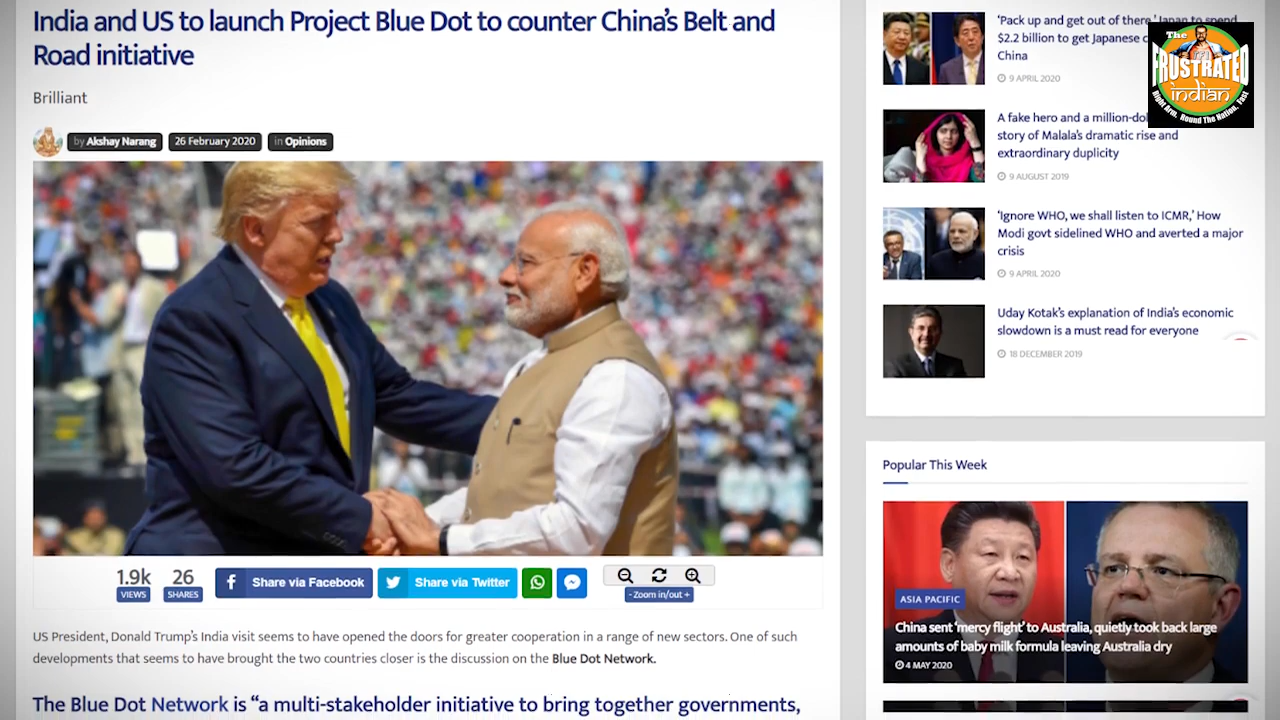 India and US to launch Project Blue Dot to counter China's Belt and
Road initiative
Brilliant
by Akshay Narang
26 February 2020
in Opinions
1.9k
VIEWS
26
SHARES
Share via Facebook
Share via Twitter
- Zoom in/out +
US President, Donald Trump's India visit seems to have opened the doors for greater cooperation in a range of new sectors. One of such
developments that seems to have brought the two countries closer is the discussion on the Blue Dot Network.
The Blue Dot Network is “a multi-stakeholder initiative to bring together governments,
‘Pack up and get out of there,’ Japan to spend
$2.2 billion to get Japanese
China
9 APRIL 2020
A fake hero and a
story of Malala's dramatic rise and
extraordinary duplicity
9 AUGUST 2019
‘Ignore WHO, we shall listen to ICMR,’ How
Modi govt sidelined WHO and averted a major
crisis
9 APRIL 2020
Uday Kotak's explanation of India's economic
slowdown is a must read for everyone
18 DECEMBER 2019
Popular This Week
ASIA PACIFIC
China sent ‘mercy flight’ to Australia, quietly took back large
amounts of baby milk formula leaving Australia dry
4 MAY 2020
The
FRUSTRATED
indian
Right Arm, Round The Nation, Fast